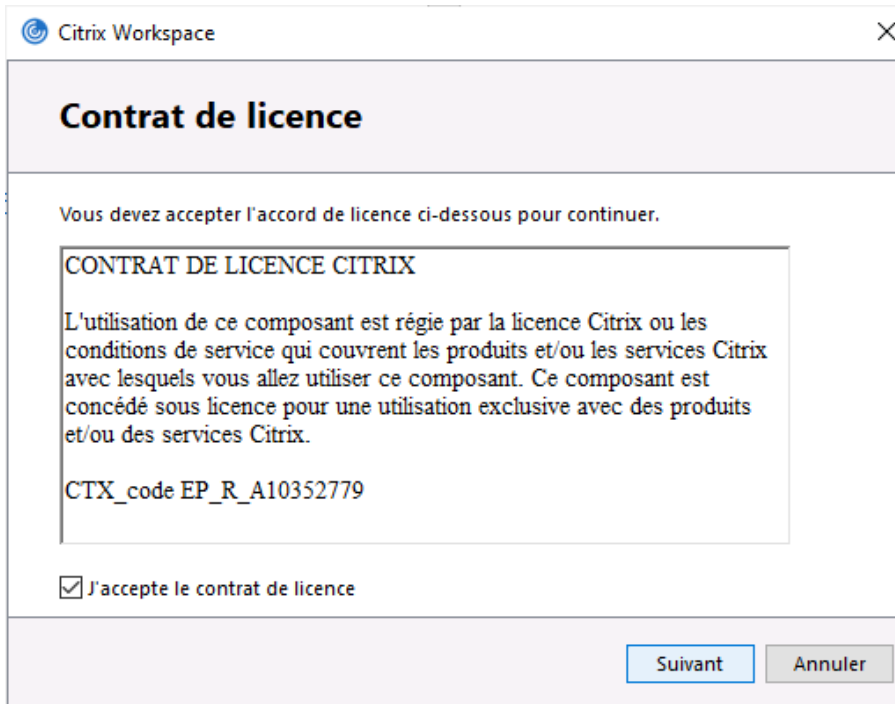 Citrix Workspace
Contrat de licence
Vous devez accepter l'accord de licence ci-dessous pour continuer.
CONTRAT DE LICENCE CITRIX
L'utilisation de ce composant est régie par la licence Citrix ou les
conditions de service qui couvrent les produits et/ou les services Citrix
avec lesquels vous allez utiliser ce composant. Ce composant est
concédé sous licence pour une utilisation exclusive avec des produits
et/ou des services Citrix.
CTX_code EP_R_A10352779
J'accepte le contrat de licence
Suivant
Annuler